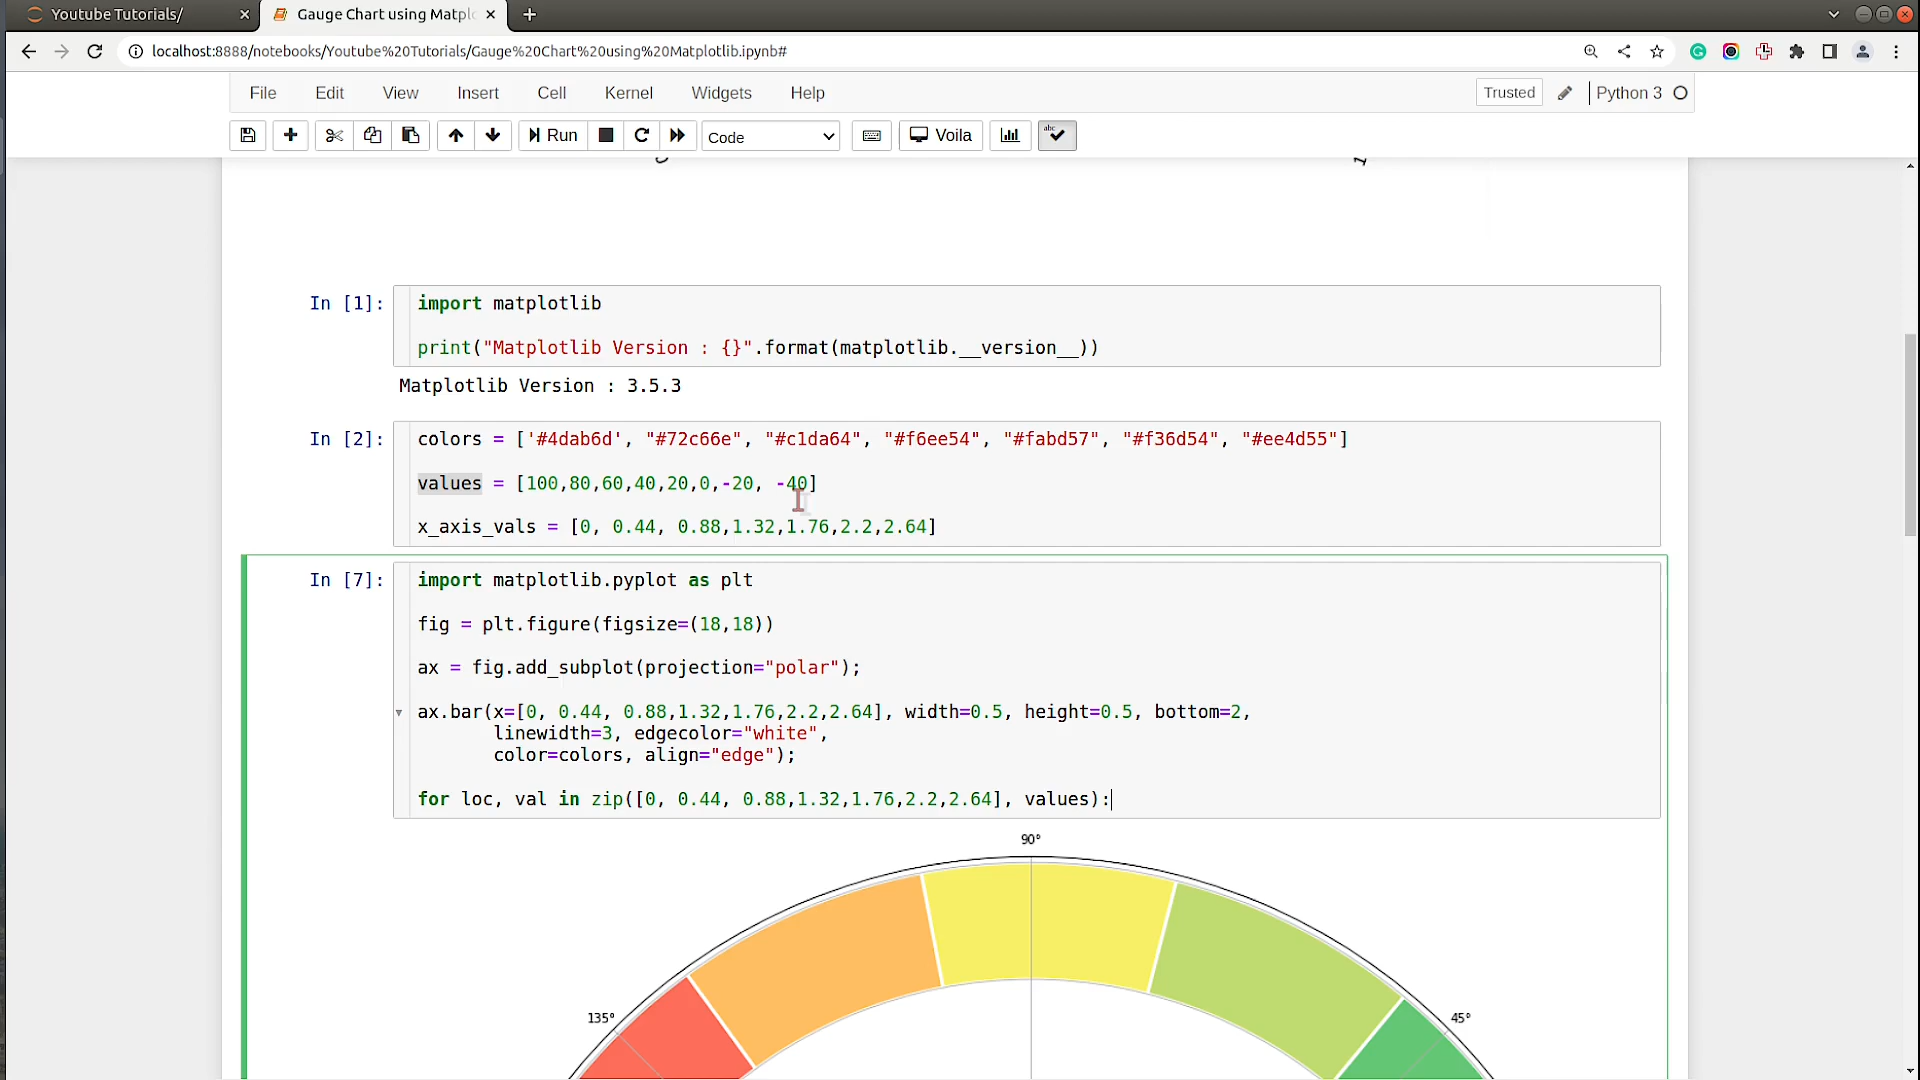 Youtube Tutorials/
Gauge Chart using Matpl
localhost:8888/notebooks/Youtube%20Tutorials/Gauge%20Chart%20using%20Matplotlib.ipynb#
File Edit View Insert Cell Kernel Widgets Help Trusted Python 3
Run Code Voila abc
In [1]: import matplotlib
print("Matplotlib Version : {}".format(matplotlib.__version__))
Matplotlib Version : 3.5.3
In [2]: colors = ['#4dab6d', "#72c66e", "#c1da64", "#f6ee54", "#fabd57", "#f36d54", "#ee4d55"]
values = [100,80,60,40,20,0,-20, -40]
x_axis_vals = [0, 0.44, 0.88,1.32,1.76,2.2,2.64]
In [7]: import matplotlib.pyplot as plt
fig = plt.figure(figsize=(18,18))
ax = fig.add_subplot(projection="polar");
ax.bar(x=[0, 0.44, 0.88,1.32,1.76,2.2,2.64], width=0.5, height=0.5, bottom=2,
linewidth=3, edgecolor="white",
color=colors, align="edge");
for loc, val in zip([0, 0.44, 0.88,1.32,1.76,2.2,2.64], values):
90°
135°
45°